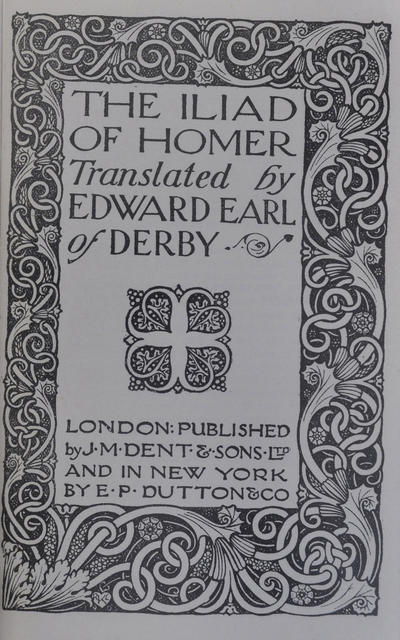 THE ILIAD
OF HOMER
Translated by
EDWARD EARL
of DERBY
LONDON: PUBLISHED
by J·M·DENT·&·SONS·LTD
AND IN NEW YORK
BY E·P·DUTTON & CO
RLK